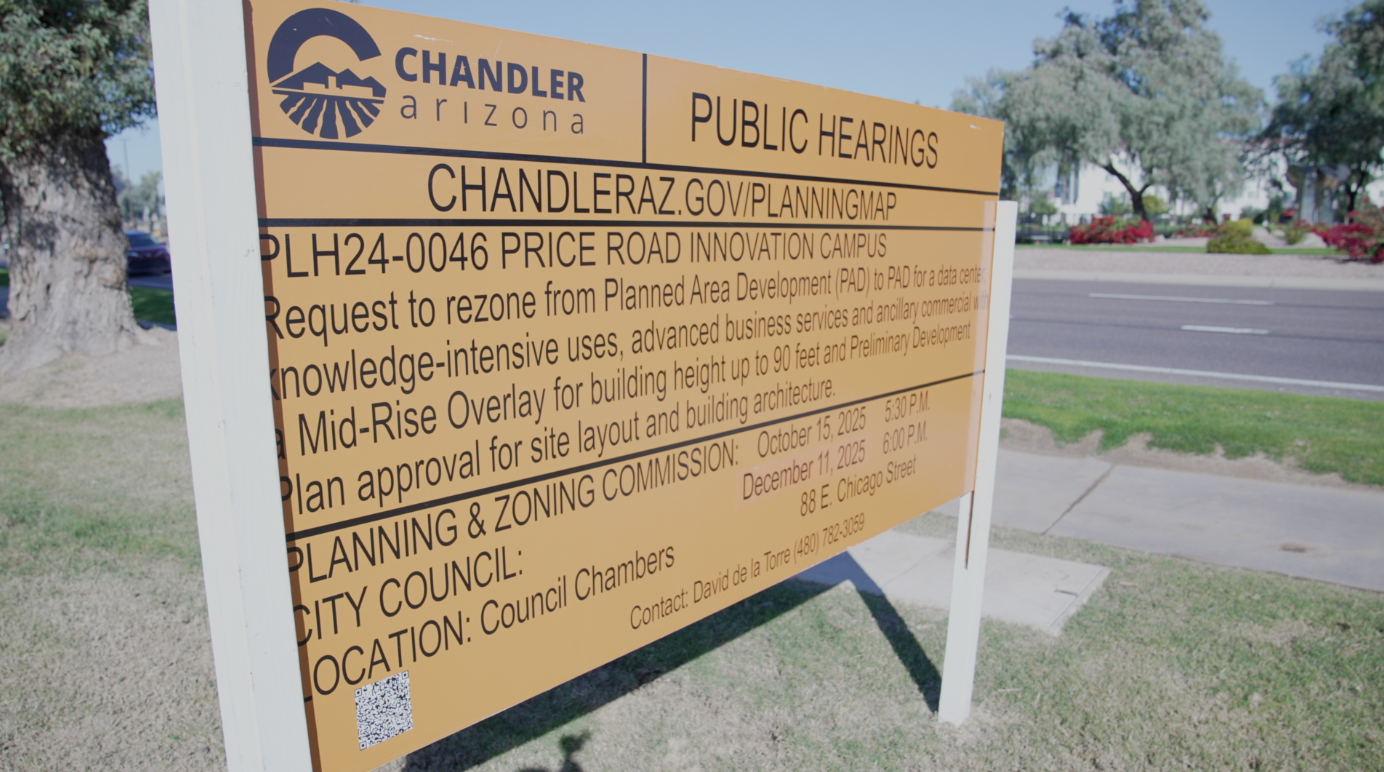 CHANDLER
arizona
PUBLIC HEARINGS
CHANDLERAZ.GOV/PLANNINGMAP
PLH24-0046 PRICE ROAD INNOVATION CAMPUS
Request to rezone from Planned Area Development (PAD) to PAD for a data center
knowledge-intensive uses, advanced business services and ancillary commercial with
a Mid-Rise Overlay for building height up to 90 feet and Preliminary Development
Plan approval for site layout and building architecture.
PLANNING & ZONING COMMISSION: October 15, 2025 5:30 P.M.
CITY COUNCIL: December 11, 2025 6:00 P.M.
LOCATION: Council Chambers 88 E. Chicago Street
Contact: David de la Torre (480) 782-3059